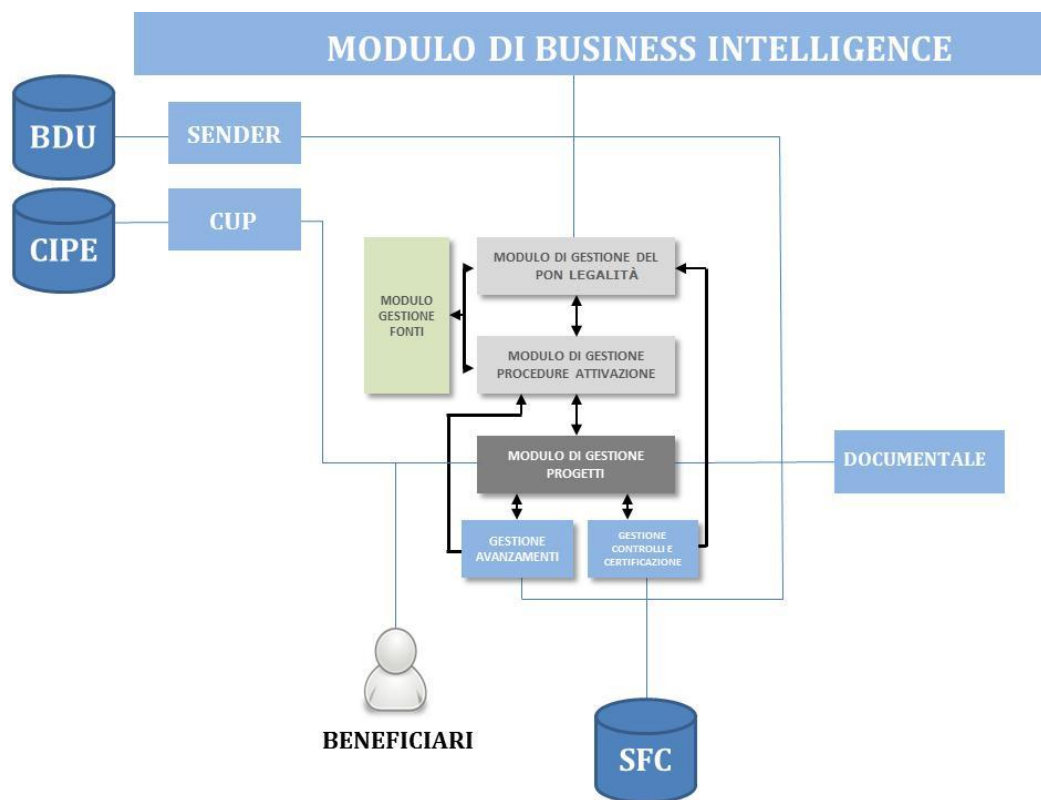 MODULO DI BUSINESS INTELLIGENCE
BDU
SENDER
CIPE
CUP
MODULO DI GESTIONE DEL
PON LEGALITÀ
MODULO
GESTIONE
FONTI
MODULO DI GESTIONE
PROCEDURE ATTIVAZIONE
MODULO DI GESTIONE
PROGETTI
DOCUMENTALE
GESTIONE
AVANZAMENTI
GESTIONE
CONTROLLI E
CERTIFICAZIONE
BENEFICIARI
SFC